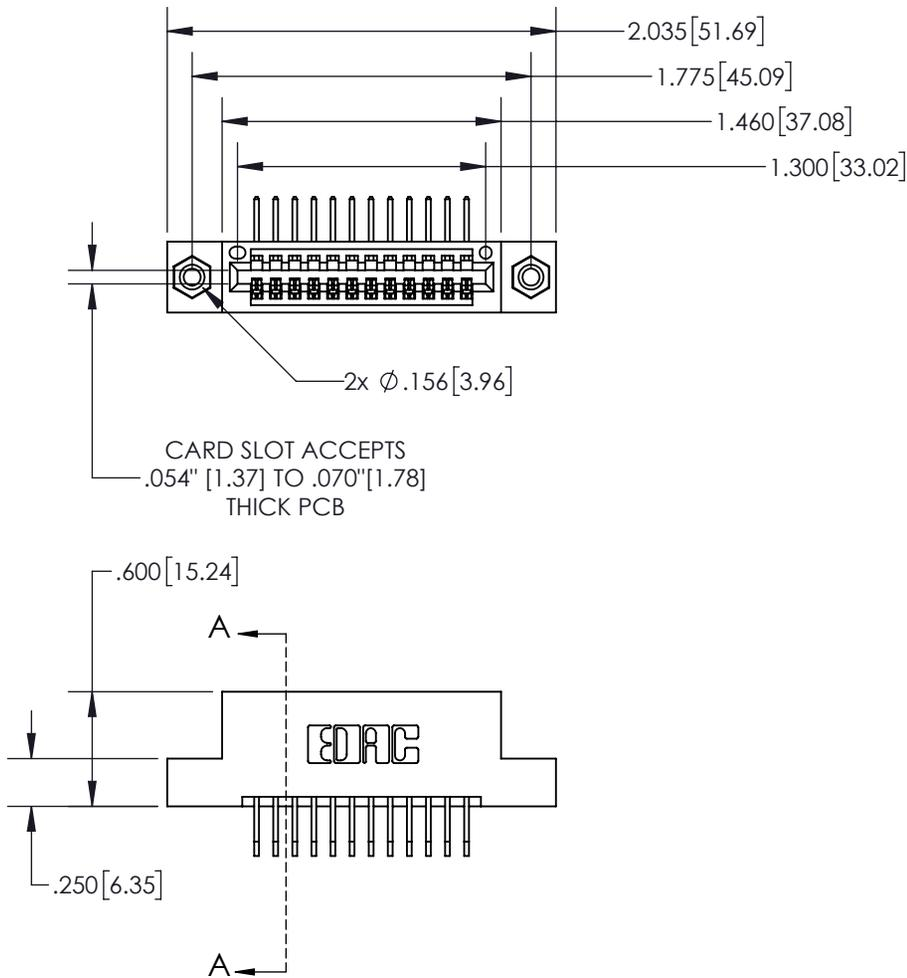 2.035[51.69]
1.775[45.09]
1.460[37.08]
1.300[33.02]
2x ∅.156[3.96]
CARD SLOT ACCEPTS
.054" [1.37] TO .070"[1.78]
THICK PCB
.600[15.24]
A
EDAC
.250[6.35]
A